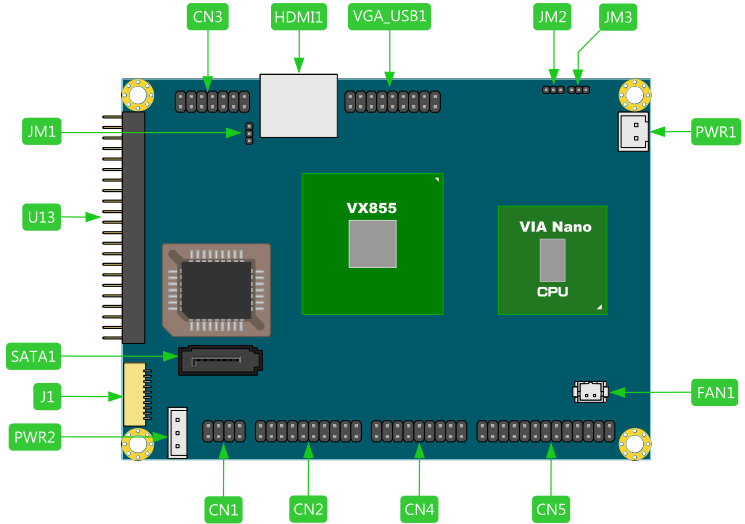 CN3
HDMI1
VGA_USB1
JM2
JM3
JM1
PWR1
U13
VX855
VIA Nano
CPU
SATA1
J1
FAN1
PWR2
CN1
CN2
CN4
CN5